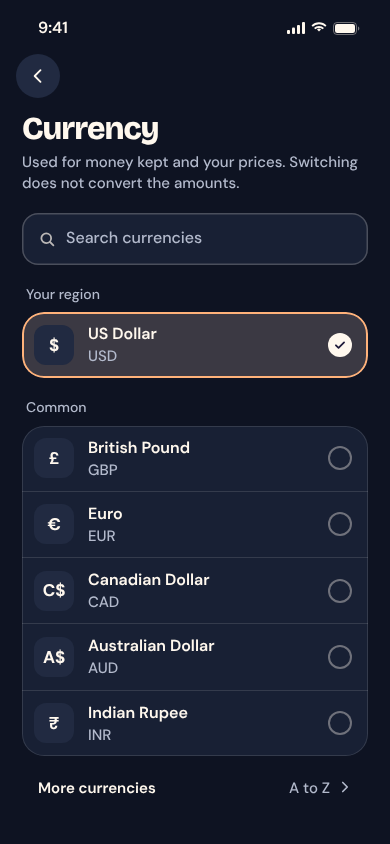 9:41
Currency
Used for money kept and your prices. Switching
does not convert the amounts.
Search currencies
Your region
$
US Dollar
USD
Common
£
British Pound
GBP
€
Euro
EUR
C$
Canadian Dollar
CAD
A$
Australian Dollar
AUD
₹
Indian Rupee
INR
More currencies
A to Z